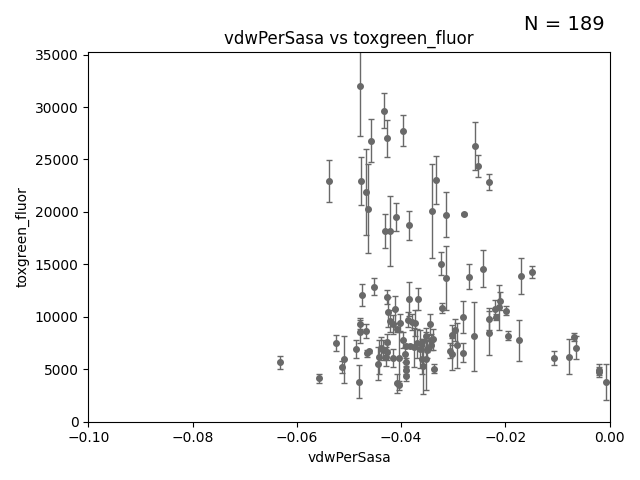 N = 189
vdwPerSasa vs toxgreen_fluor
35000
30000
25000
20000
15000
10000
5000
0
toxgreen_fluor
−0.10 −0.08 −0.06 −0.04 −0.02 0.00
vdwPerSasa